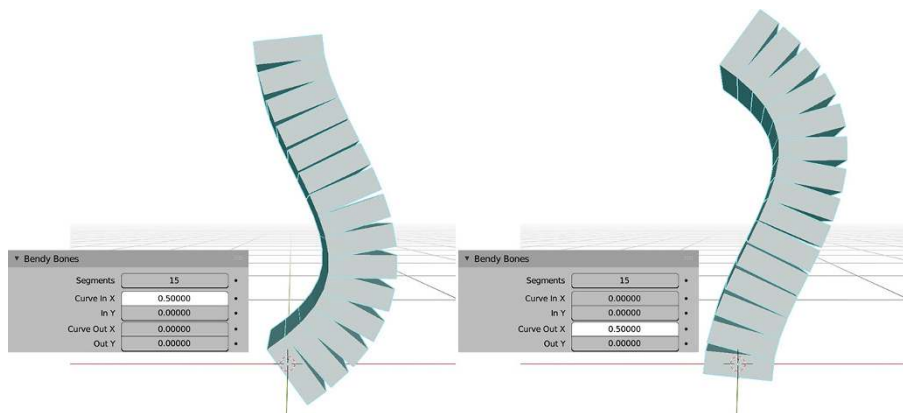 Bendy Bones
Segments 15
Curve In X 0.50000
In Y 0.00000
Curve Out X 0.00000
Out Y 0.00000
Bendy Bones
Segments 15
Curve In X 0.00000
In Y 0.00000
Curve Out X 0.50000
Out Y 0.00000